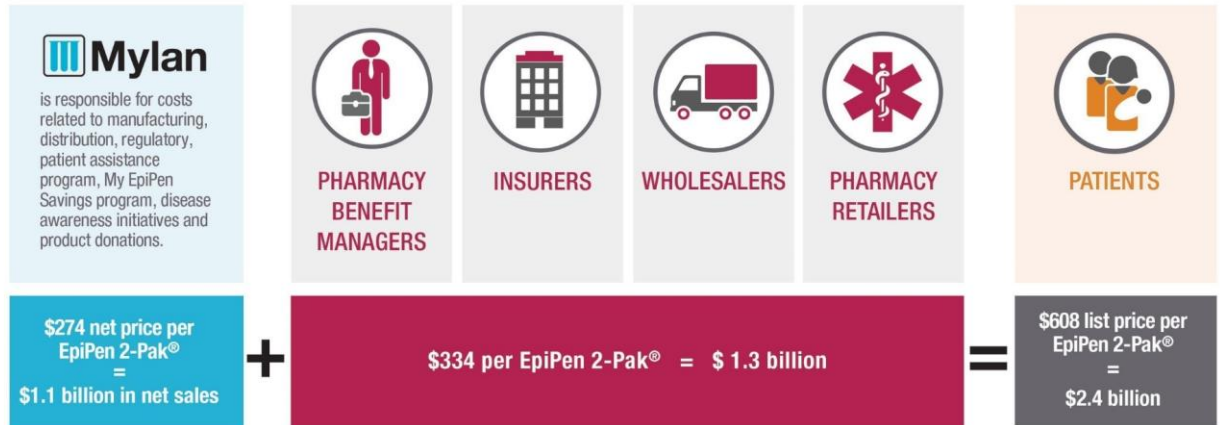 Mylan
is responsible for costs
related to manufacturing,
distribution, regulatory,
patient assistance
program, My EpiPen
Savings program, disease
awareness initiatives and
product donations.
PHARMACY
BENEFIT
MANAGERS
INSURERS
WHOLESALERS
PHARMACY
RETAILERS
PATIENTS
$274 net price per
EpiPen 2-Pak®
=
$1.1 billion in net sales
+
$334 per EpiPen 2-Pak® = $ 1.3 billion
=
$608 list price per
EpiPen 2-Pak®
=
$2.4 billion